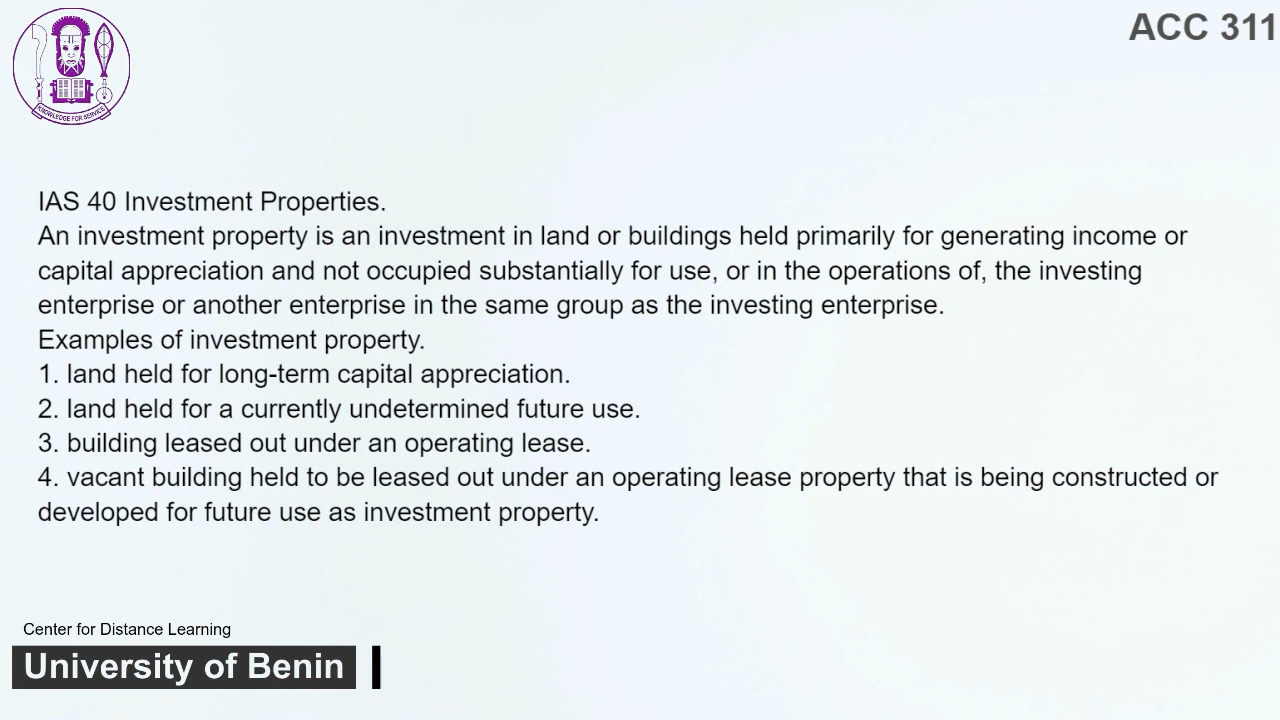 ACC 311
KNOWLEDGE FOR SERVICE
IAS 40 Investment Properties.
An investment property is an investment in land or buildings held primarily for generating income or
capital appreciation and not occupied substantially for use, or in the operations of, the investing
enterprise or another enterprise in the same group as the investing enterprise.
Examples of investment property.
1. land held for long-term capital appreciation.
2. land held for a currently undetermined future use.
3. building leased out under an operating lease.
4. vacant building held to be leased out under an operating lease property that is being constructed or
developed for future use as investment property.
Center for Distance Learning
University of Benin